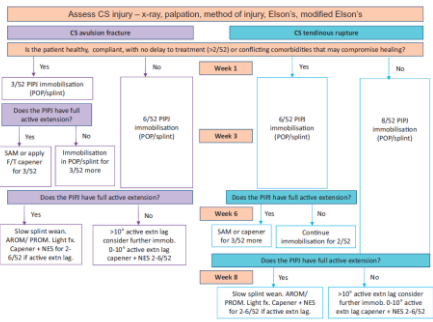 Assess CS injury – x-ray, palpation, method of injury, Elson's, modified Elson's
CS avulsion fracture
CS tendinous rupture
Is the patient healthy, compliant, with no delay to treatment (>2/52) or conflicting comorbidities that may compromise healing?
Yes
No
Week 1
Yes
No
3/52 PIPJ
immobilisation
(POP/splint)
Does the PIPJ have full
active extension?
Yes
No
SAM or apply
F/T capener
for 3/52
Immobilisation
in POP/splint for
3/52 more
6/52 PIPJ
immobilisation
(POP/splint)
Week 3
6/52 PIPJ
immobilisation
(POP/splint)
8/52 PIPJ
immobilisation
(POP/splint)
Does the PIPJ have full active extension?
Yes
No
Slow splint wean.
AROM/ PROM. Light fx.
Capener + NES for 2-
6/52 if active extn lag.
>10° active extn lag
consider further immob.
0-10° active extn lag
capener + NES 2-6/52
Does the PIPJ have full active extension?
Week 6
Yes
No
SAM or capener
for 3/52 more
Continue
immobilisation for 2/52
Does the PIPJ have full active extension?
Week 8
Yes
No
Slow splint wean. AROM/
PROM. Light fx. Capener + NES for
2-6/52 if active extn lag.
>10° active extn lag consider
further immob. 0-10° active
extn lag capener + NES 2-6/52